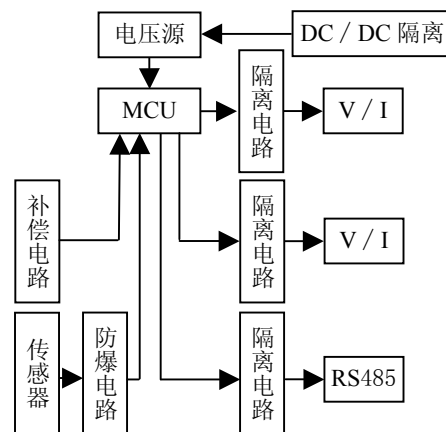 电压源
DC / DC 隔离
MCU
隔离电路
V / I
补偿电路
隔离电路
V / I
传感器
防爆电路
隔离电路
RS485